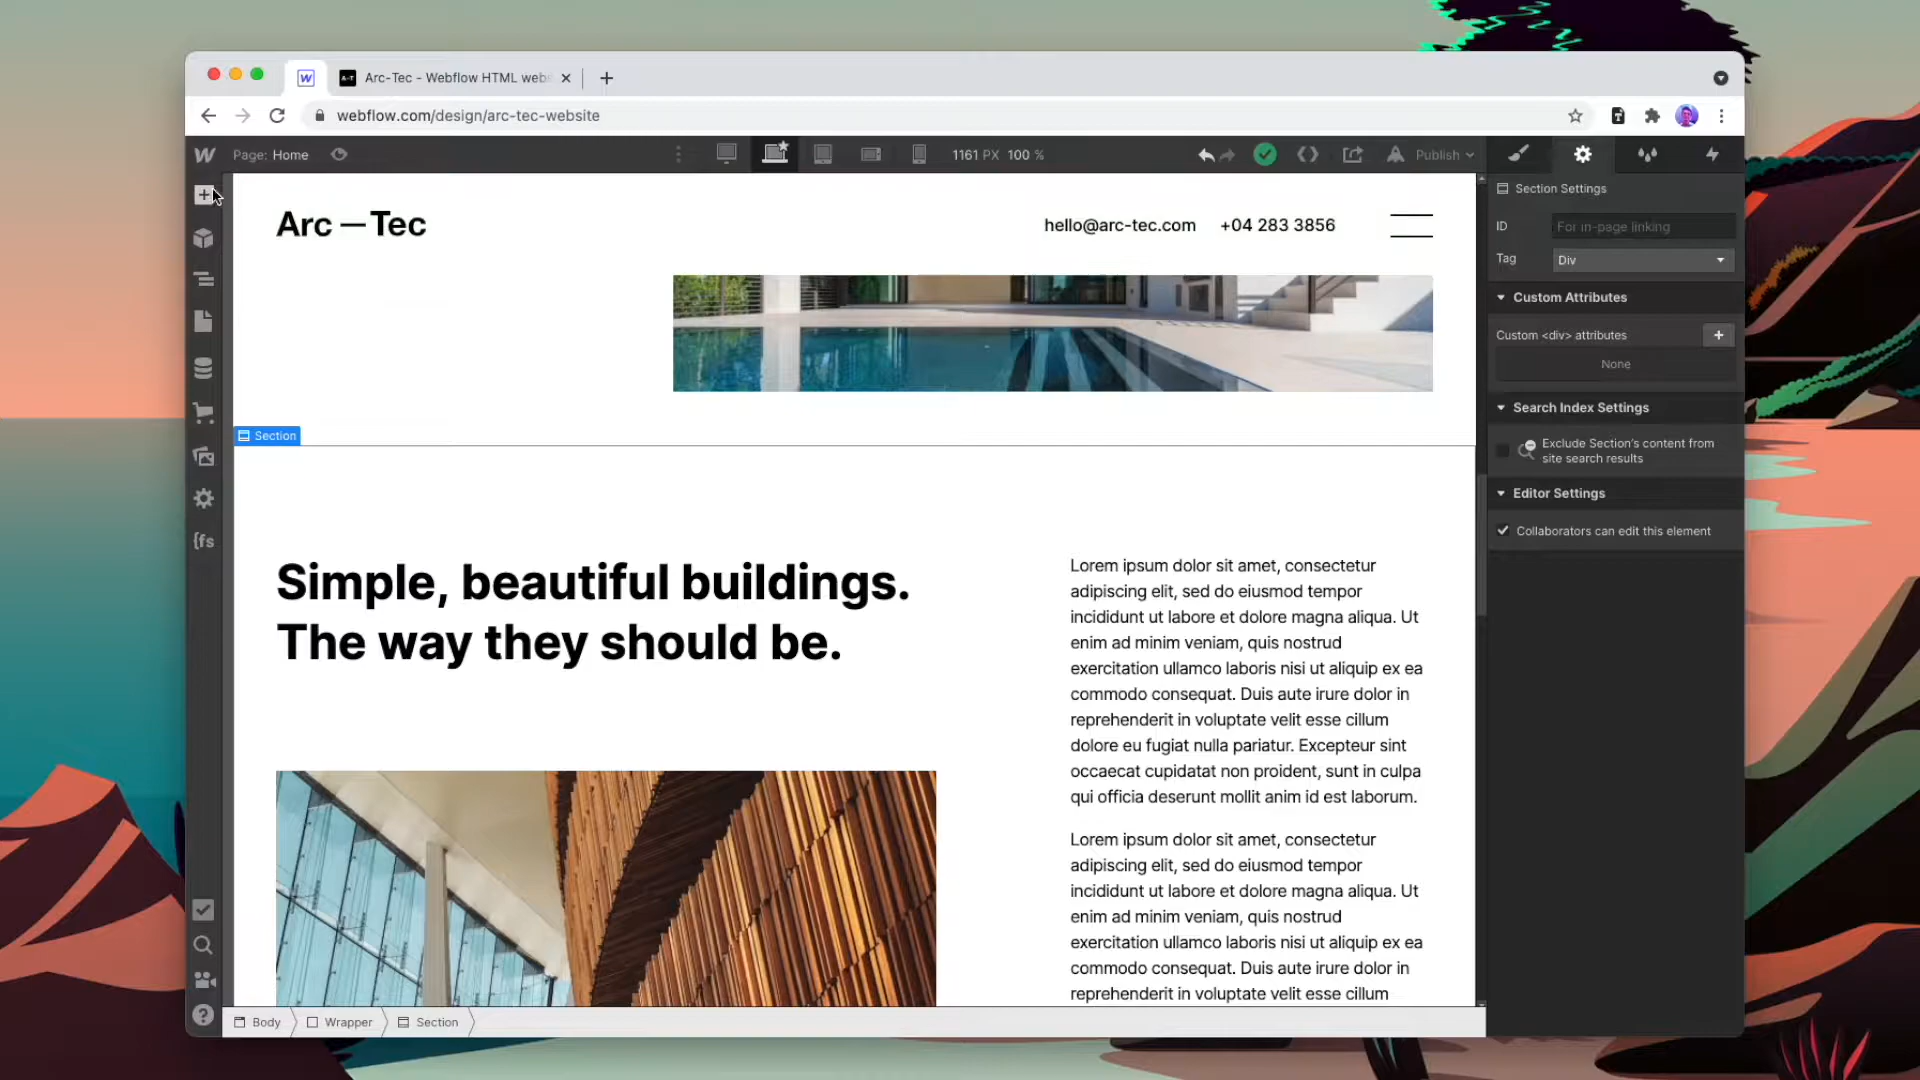 Arc-Tec - Webflow HTML web
webflow.com/design/arc-tec-website
Page: Home
1161 PX 100 %
Publish
Arc — Tec
hello@arc-tec.com +04 283 3856
Section
Simple, beautiful buildings.
The way they should be.
Lorem ipsum dolor sit amet, consectetur
adipiscing elit, sed do eiusmod tempor
incididunt ut labore et dolore magna aliqua. Ut
enim ad minim veniam, quis nostrud
exercitation ullamco laboris nisi ut aliquip ex ea
commodo consequat. Duis aute irure dolor in
reprehenderit in voluptate velit esse cillum
dolore eu fugiat nulla pariatur. Excepteur sint
occaecat cupidatat non proident, sunt in culpa
qui officia deserunt mollit anim id est laborum.
Lorem ipsum dolor sit amet, consectetur
adipiscing elit, sed do eiusmod tempor
incididunt ut labore et dolore magna aliqua. Ut
enim ad minim veniam, quis nostrud
exercitation ullamco laboris nisi ut aliquip ex ea
commodo consequat. Duis aute irure dolor in
reprehenderit in voluptate velit esse cillum
{fs
Body
Wrapper
Section
Section Settings
ID
For in-page linking
Tag
Div
Custom Attributes
Custom <div> attributes
None
Search Index Settings
Exclude Section's content from
site search results
Editor Settings
Collaborators can edit this element